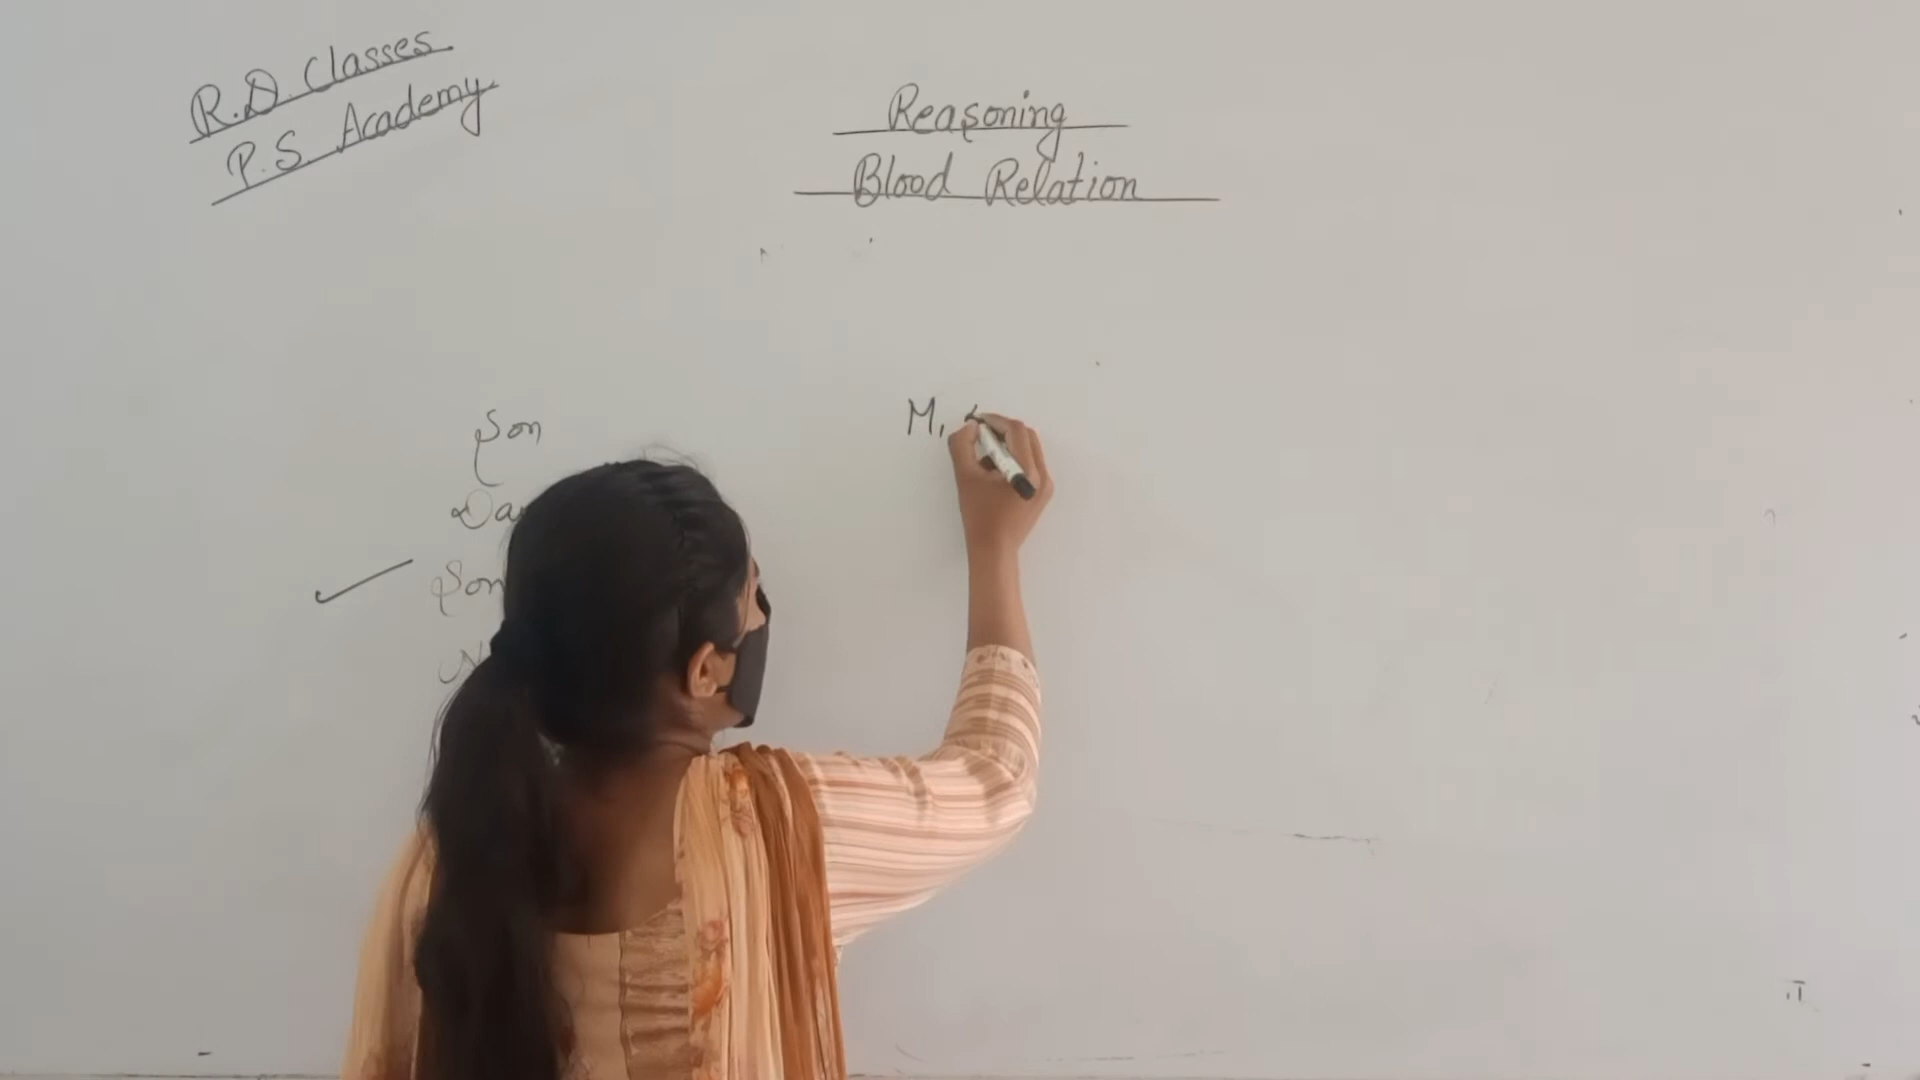 R.D. Classes
P.S. Academy
Reasoning
Blood Relation
Son
Da
Son
N
M,